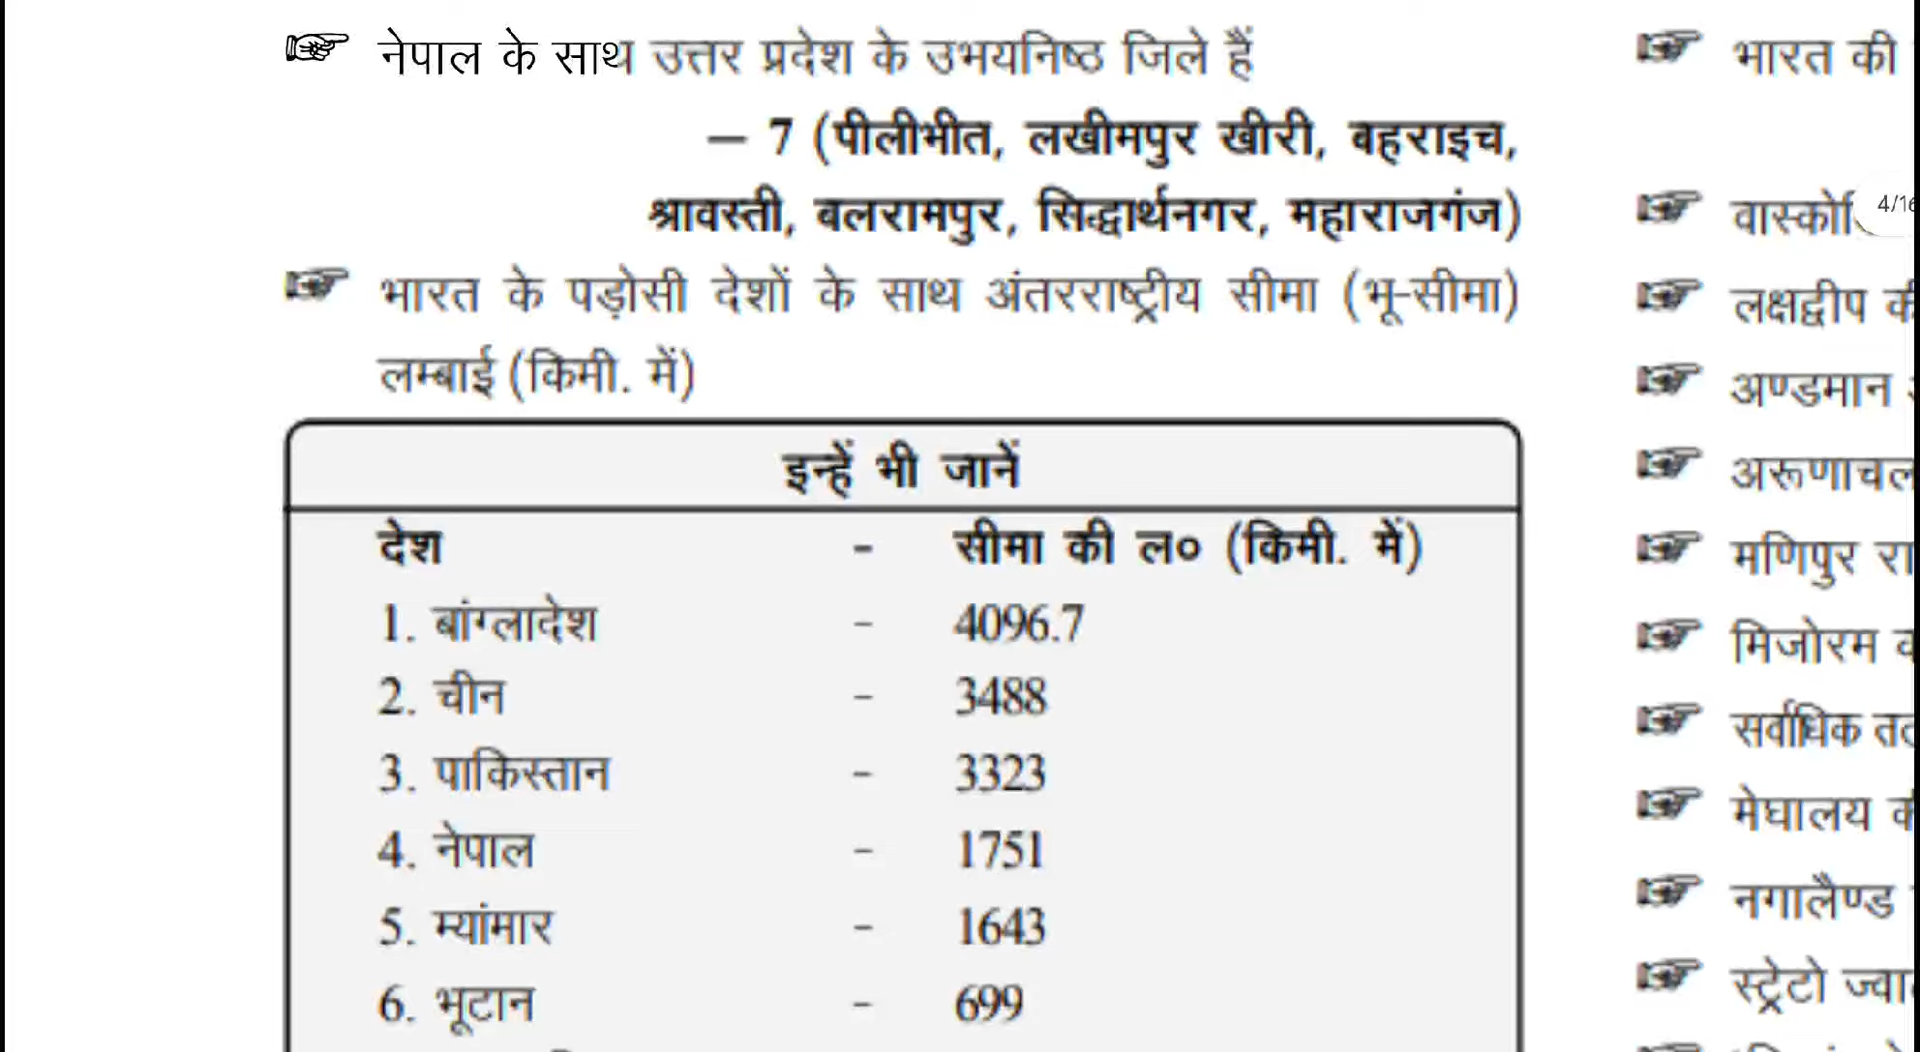 नेपाल के साथ उत्तर प्रदेश के उभयनिष्ठ जिले हैं
— 7 (पीलीभीत, लखीमपुर खीरी, बहराइच,
श्रावस्ती, बलरामपुर, सिद्धार्थनगर, महाराजगंज)
भारत के पड़ोसी देशों के साथ अंतरराष्ट्रीय सीमा (भू-सीमा)
लम्बाई (किमी. में)
इन्हें भी जानें
देश - सीमा की ल० (किमी. में)
1. बांग्लादेश - 4096.7
2. चीन - 3488
3. पाकिस्तान - 3323
4. नेपाल - 1751
5. म्यांमार - 1643
6. भूटान - 699
भारत की
4/16
लक्षद्वीप
अण्डमान
मणिपुर
मिजोरम
सर्वाधिक
मेघालय
नगालैण्ड
स्ट्रेटो